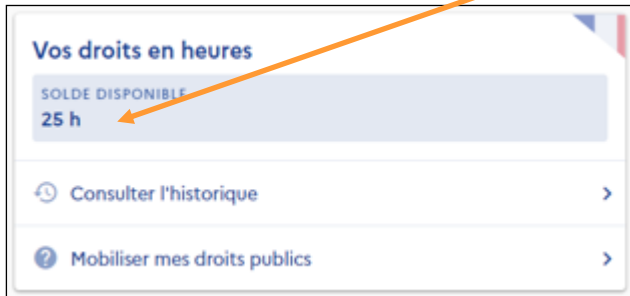 Vos droits en heures
SOLDE DISPONIBLE
25 h
Consulter l'historique
Mobiliser mes droits publics